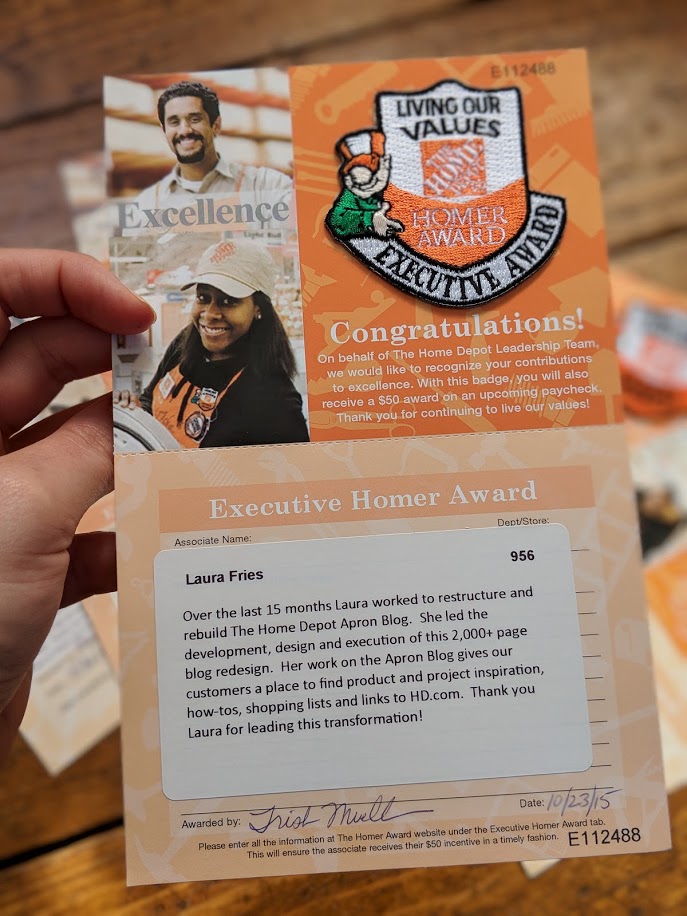 E112488
LIVING OUR
VALUES
THE
HOME
DEPOT
HOMER
AWARD
EXECUTIVE AWARD
Excellence
Congratulations!
On behalf of The Home Depot Leadership Team,
we would like to recognize your contributions
to excellence. With this badge, you will also
receive a $50 award on an upcoming paycheck.
Thank you for continuing to live our values!
Executive Homer Award
Associate Name:
Dept/Store:
Laura Fries
956
Over the last 15 months Laura worked to restructure and
rebuild The Home Depot Apron Blog. She led the
development, design and execution of this 2,000+ page
blog redesign. Her work on the Apron Blog gives our
customers a place to find product and project inspiration,
how-tos, shopping lists and links to HD.com. Thank you
Laura for leading this transformation!
Awarded by:
Date: 10/23/15
Please enter all the information at The Homer Award website under the Executive Homer Award tab.
This will ensure the associate receives their $50 incentive in a timely fashion.
E112488